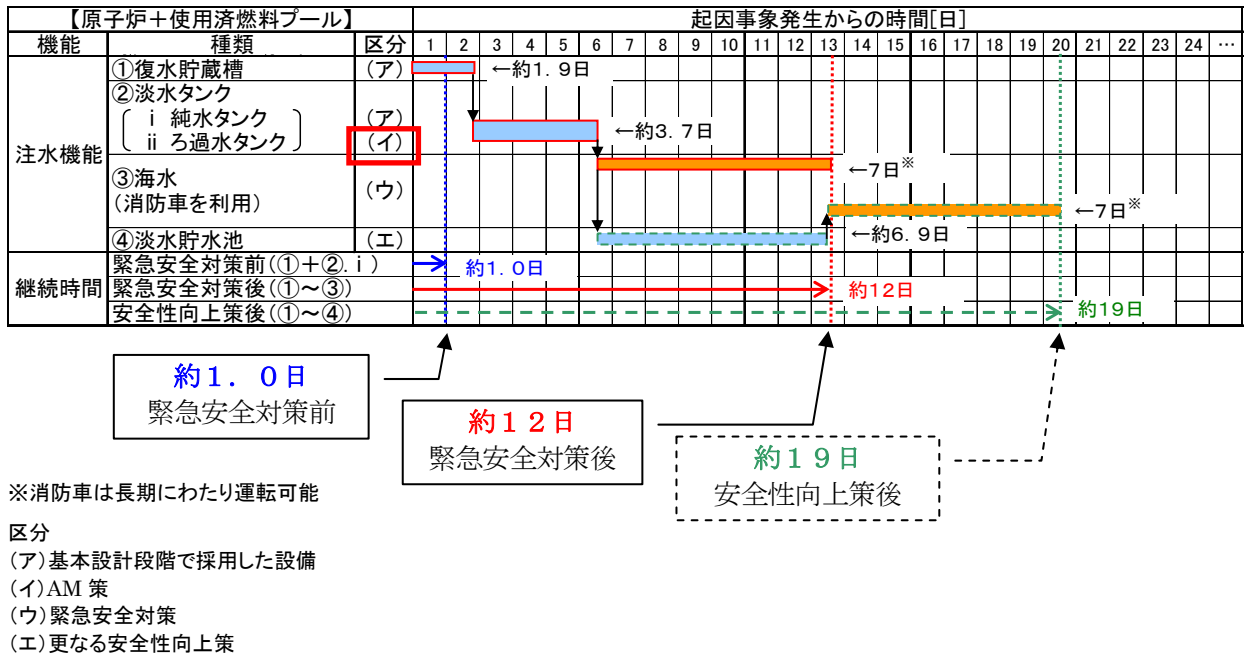 【原子炉+使用済燃料プール】 起因事象発生からの時間[日]
機能 種類 区分 1 2 3 4 5 6 7 8 9 10 11 12 13 14 15 16 17 18 19 20 21 22 23 24 …
注水機能
①復水貯蔵槽 (ア) ←約1.9日
②淡水タンク
ⅰ 純水タンク (ア)
ⅱ ろ過水タンク (イ) ←約3.7日
③海水
(消防車を利用) (ウ) ←7日※
←7日※
④淡水貯水池 (エ) ←約6.9日
継続時間
緊急安全対策前(①+②.ⅰ) 約1.0日
緊急安全対策後(①~③) 約12日
安全性向上策後(①~④) 約19日
約1.0日
緊急安全対策前
約12日
緊急安全対策後
約19日
安全性向上策後
※消防車は長期にわたり運転可能
区分
(ア)基本設計段階で採用した設備
(イ)AM 策
(ウ)緊急安全対策
(エ)更なる安全性向上策